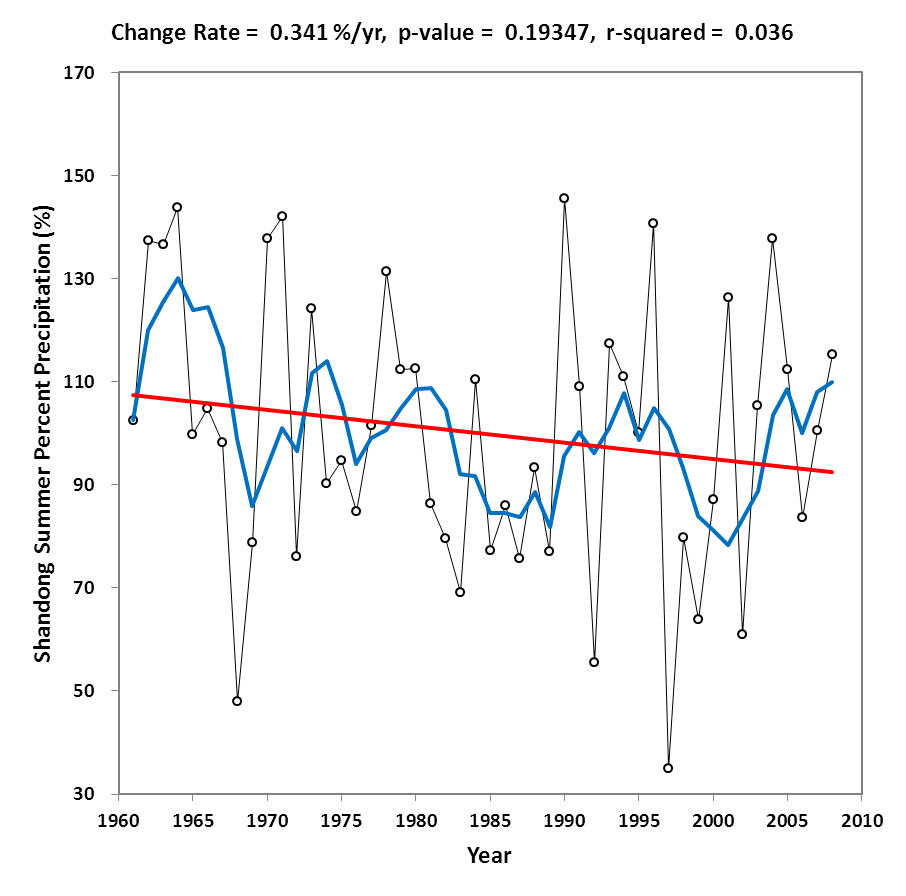 Change Rate = 0.341 %/yr, p-value = 0.19347, r-squared = 0.036
170
150
130
110
90
70
50
30
Shandong Summer Percent Precipitation (%)
1960 1965 1970 1975 1980 1985 1990 1995 2000 2005 2010
Year